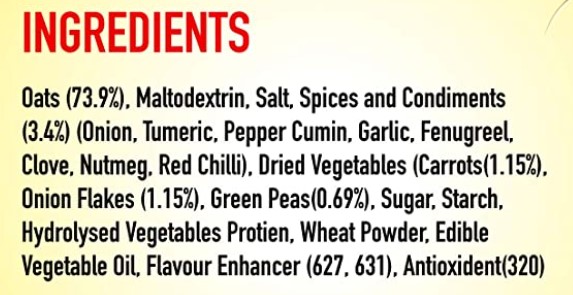 INGREDIENTS
Oats (73.9%), Maltodextrin, Salt, Spices and Condiments
(3.4%) (Onion, Tumeric, Pepper Cumin, Garlic, Fenugreel,
Clove, Nutmeg, Red Chilli), Dried Vegetables (Carrots(1.15%),
Onion Flakes (1.15%), Green Peas(0.69%), Sugar, Starch,
Hydrolysed Vegetables Protien, Wheat Powder, Edible
Vegetable Oil, Flavour Enhancer (627, 631), Antioxident(320)